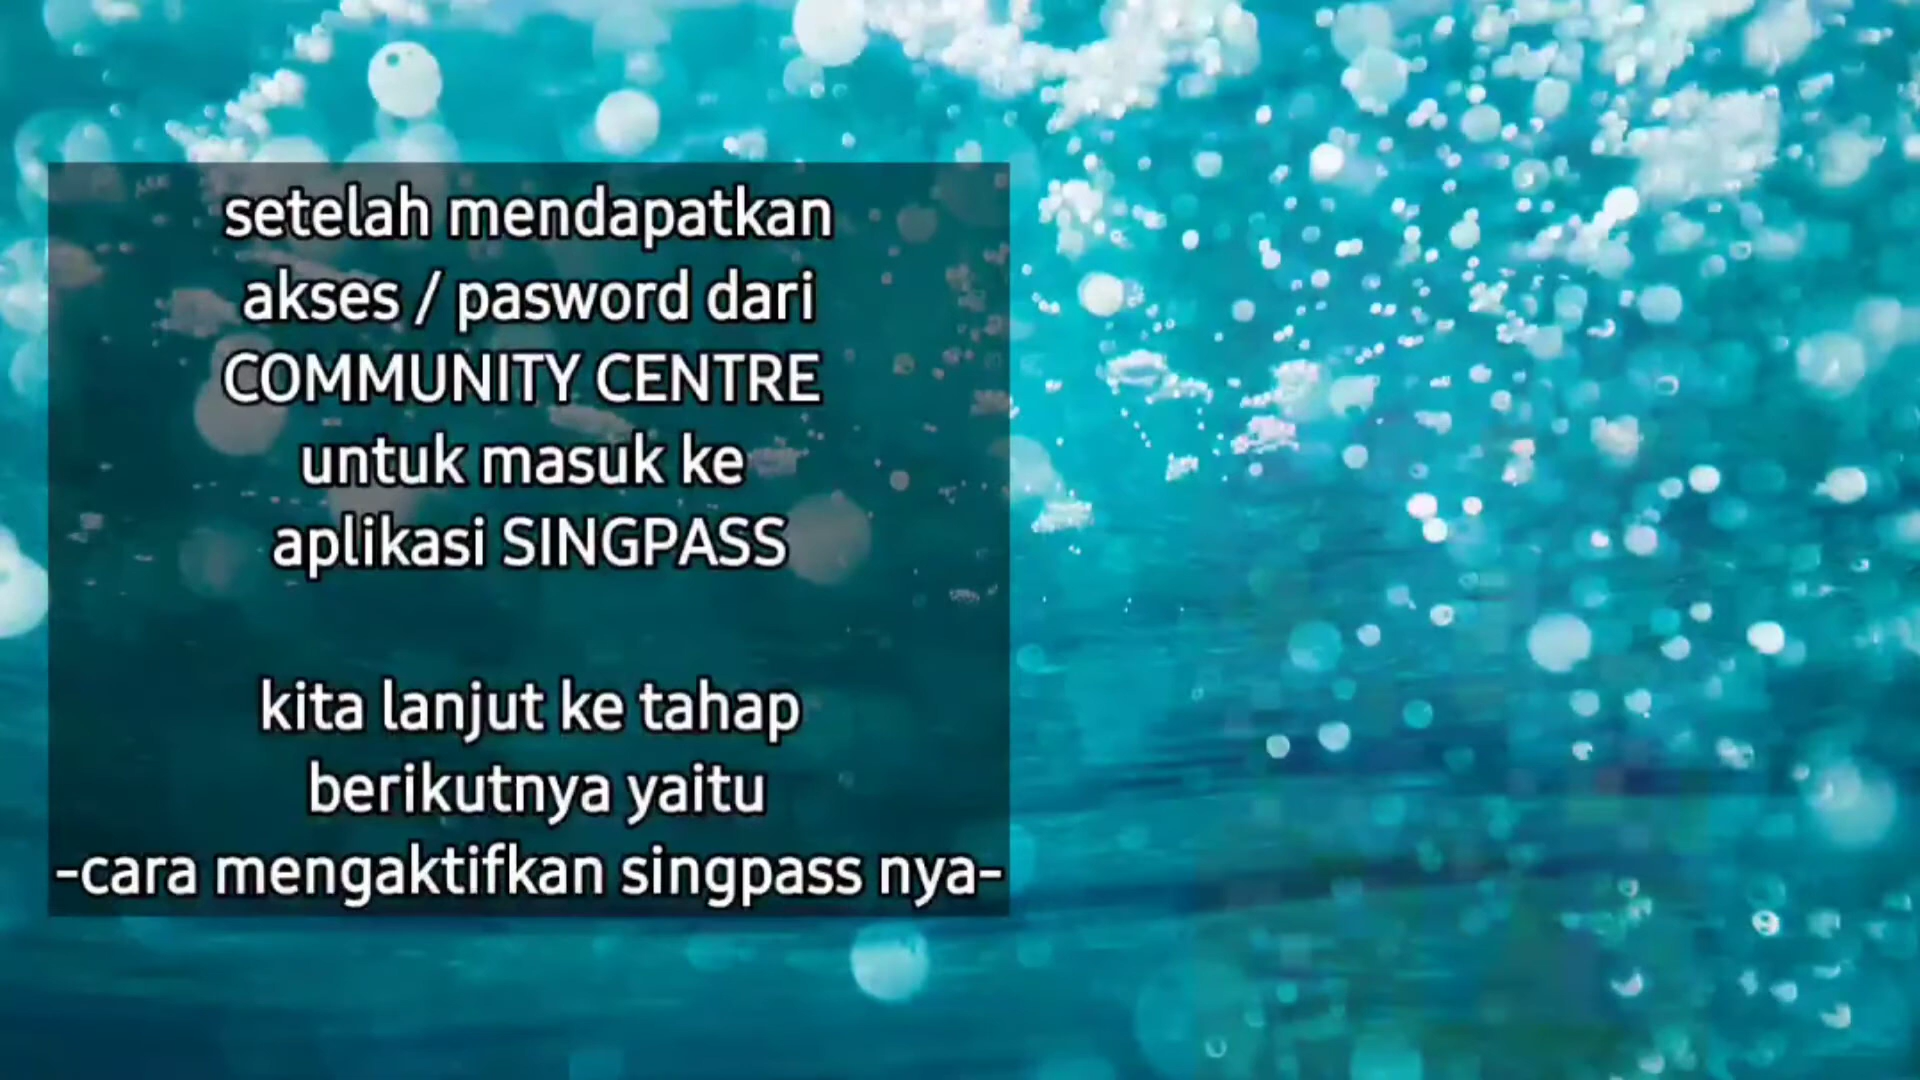 setelah mendapatkan
akses / pasword dari
COMMUNITY CENTRE
untuk masuk ke
aplikasi SINGPASS
kita lanjut ke tahap
berikutnya yaitu
-cara mengaktifkan singpass nya-